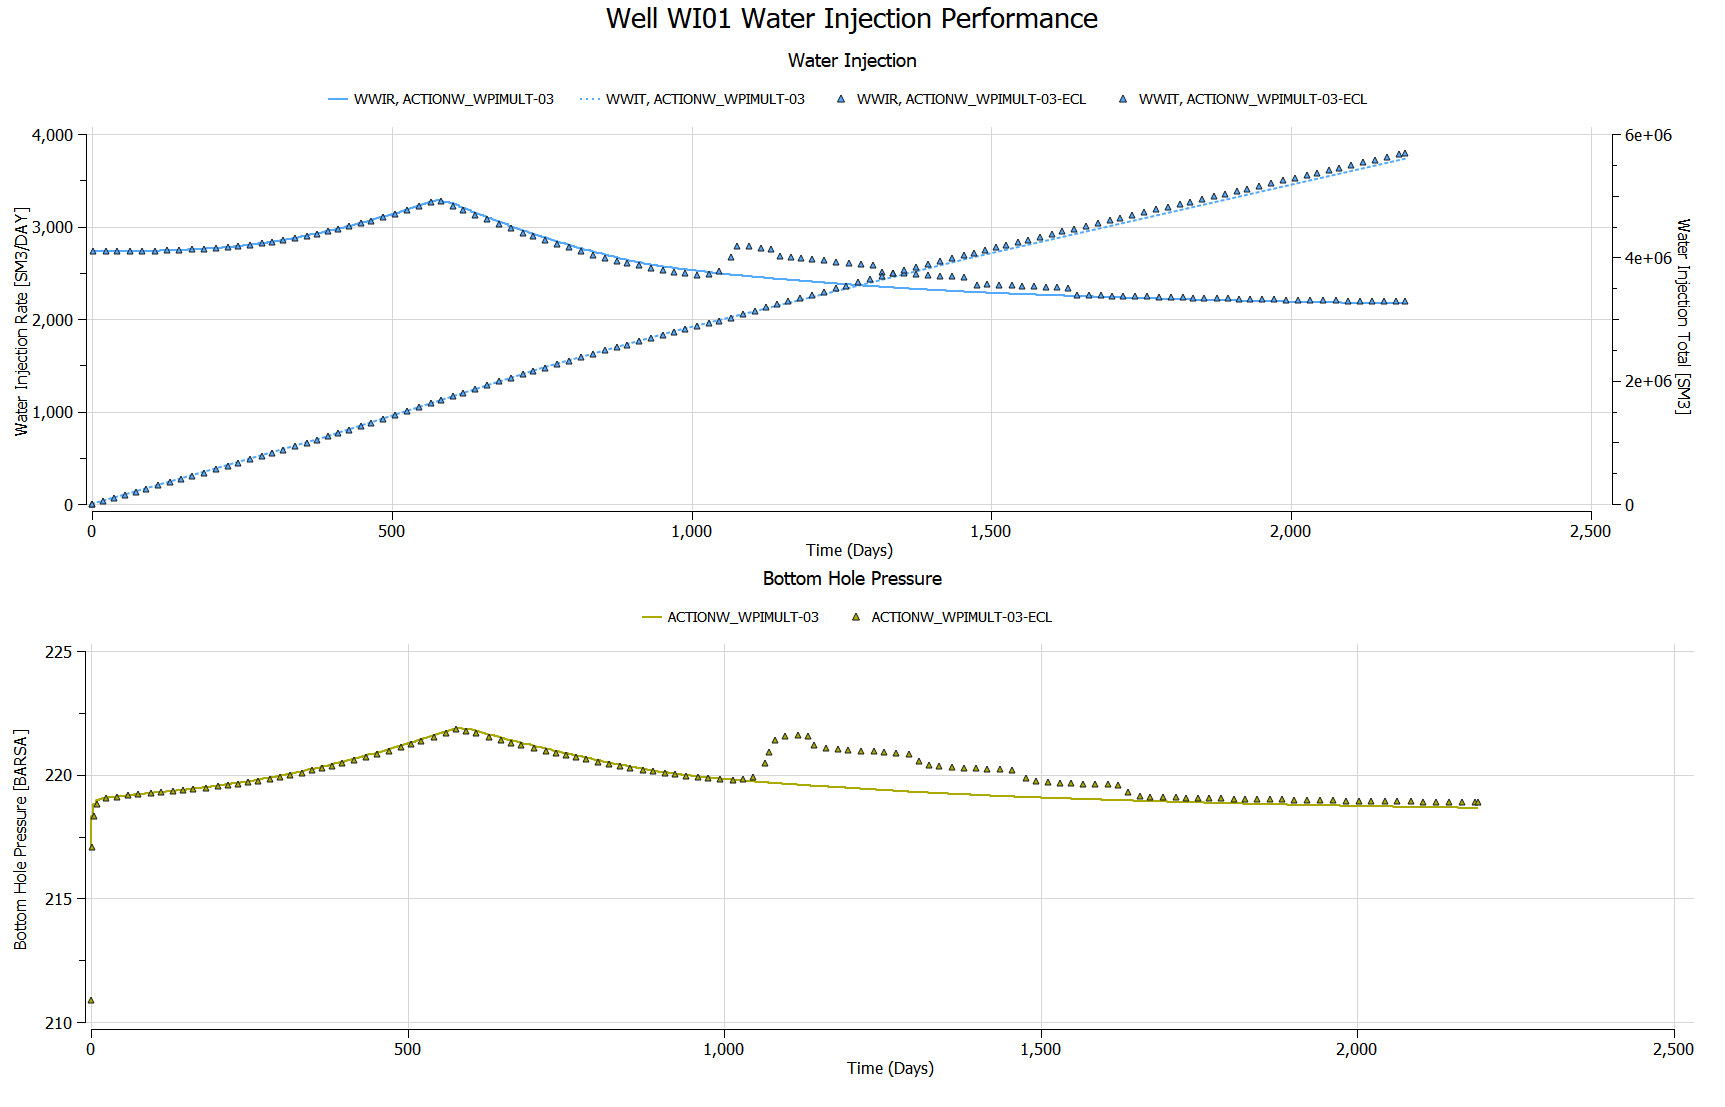 Well WI01 Water Injection Performance
Water Injection
WWIR, ACTIONW_WPIMULT-03 WWIT, ACTIONW_WPIMULT-03 WWIR, ACTIONW_WPIMULT-03-ECL WWIT, ACTIONW_WPIMULT-03-ECL
Water Injection Rate [SM3/DAY]
4,000
3,000
2,000
1,000
0
6e+06
4e+06
2e+06
0
Water Injection Total [SM3]
0 500 1,000 1,500 2,000 2,500
Time (Days)
Bottom Hole Pressure
ACTIONW_WPIMULT-03 ACTIONW_WPIMULT-03-ECL
Bottom Hole Pressure [BARSA]
225
220
215
210
0 500 1,000 1,500 2,000 2,500
Time (Days)